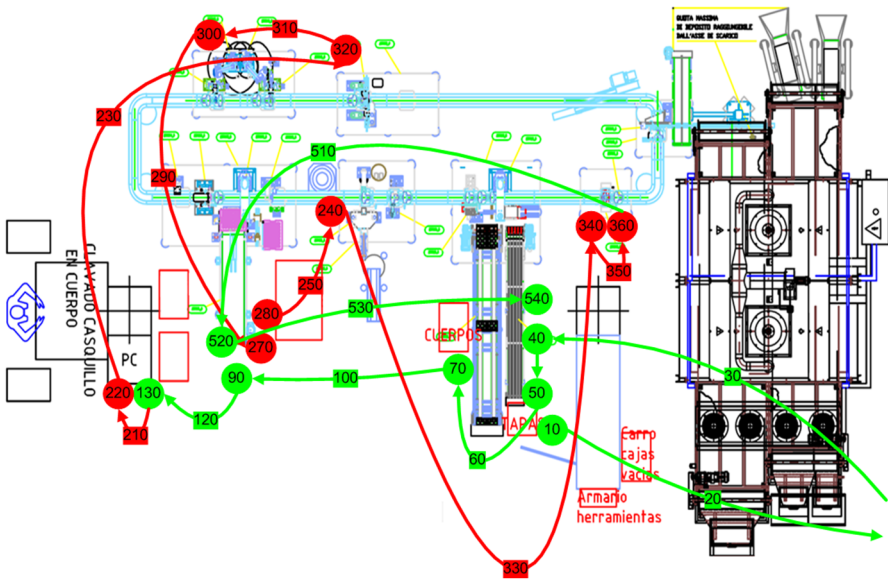 310
300
320
QUOTA MASSIMA
DI DEPOSITO RAGGIUNGIBILE
DALL'ASSE DI SCARICO
230
510
290
240
340
360
350
250
280
530
540
520
270
CLAVADO CASQUILLO
EN CUERPO
PC
CUERPOS
40
70
90
100
30
220
130
50
120
210
TAPAS
10
60
Carro
cajas
vacias
20
Armario
herramientas
330